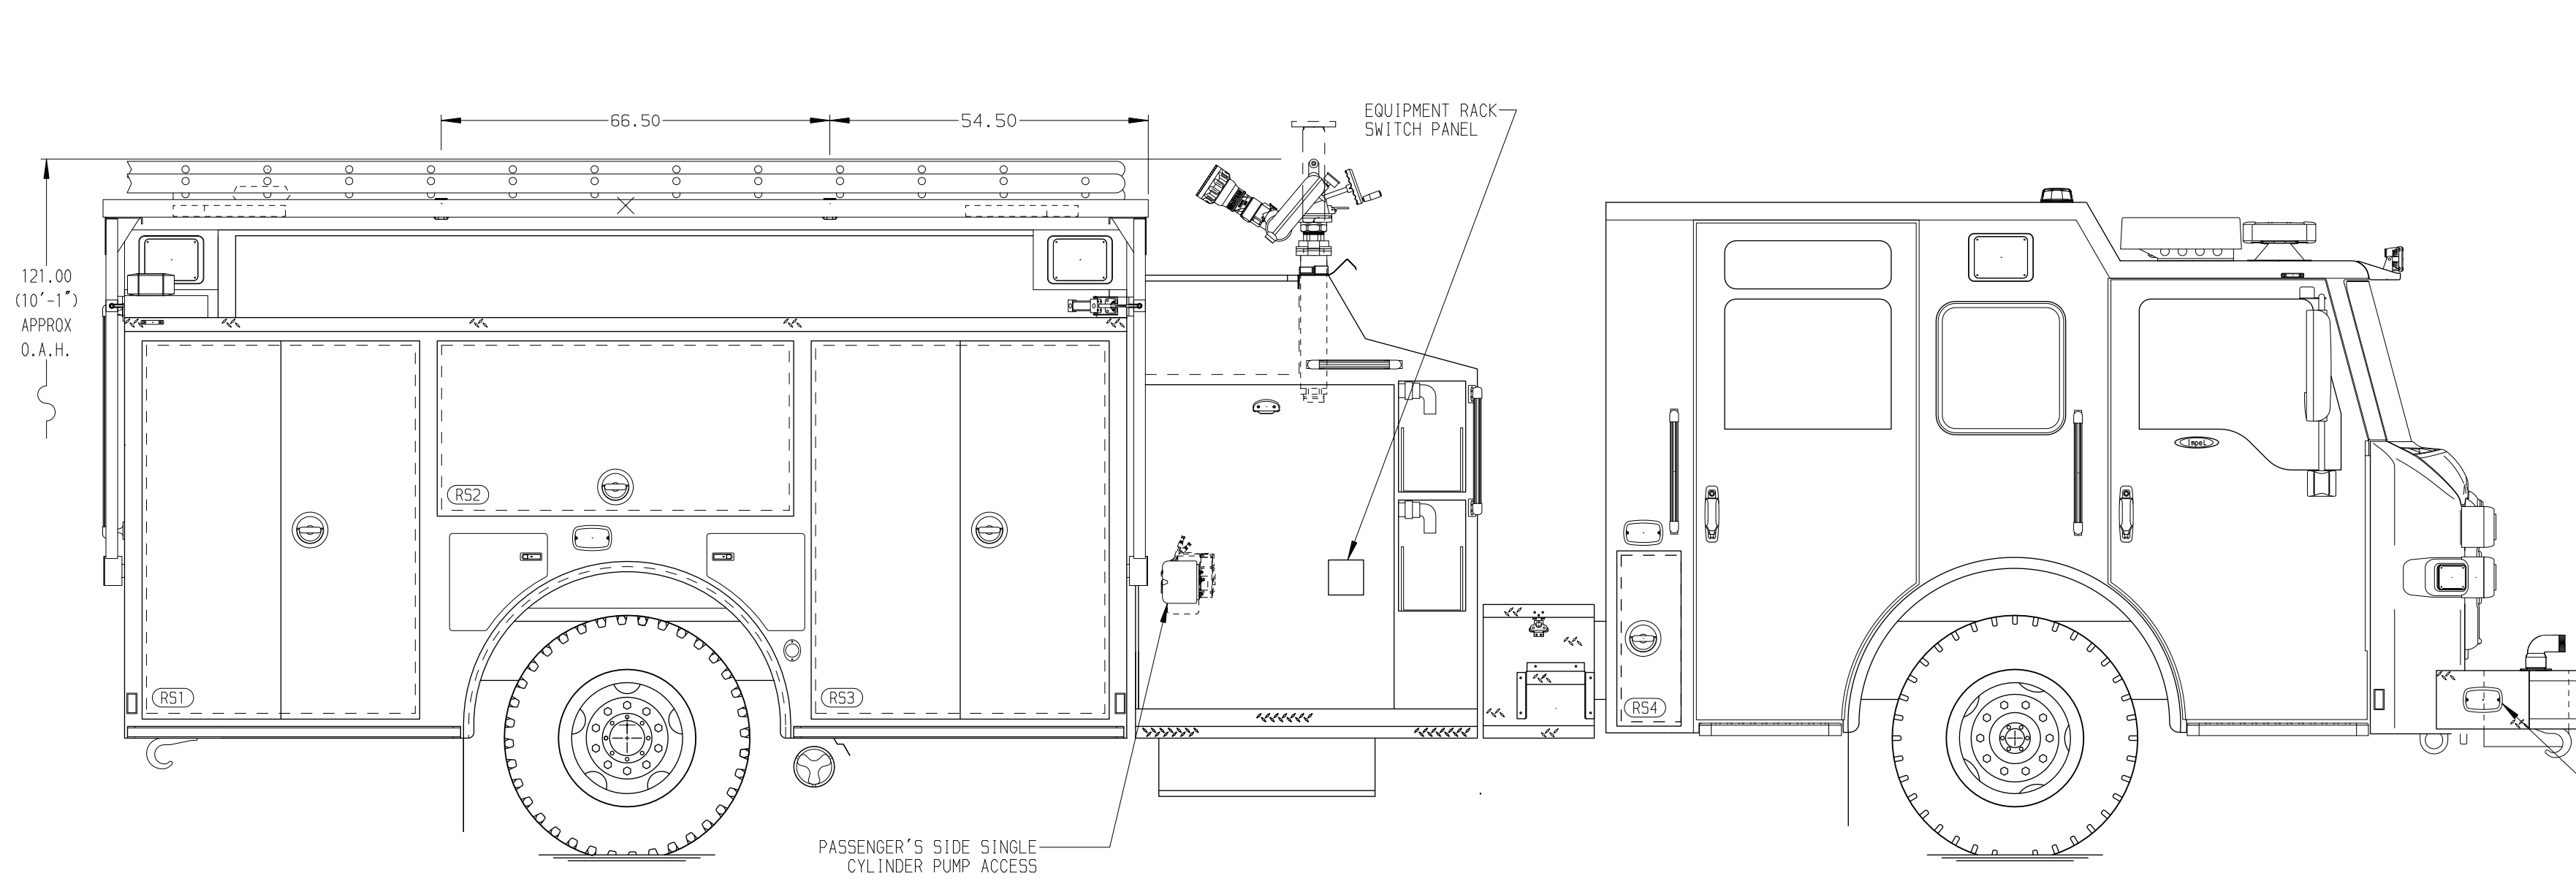 66.50
54.50
EQUIPMENT RACK
SWITCH PANEL
121.00
(10'-1")
APPROX
O.A.H.
Impel
RS2
RS1
RS3
RS4
PASSENGER'S SIDE SINGLE
CYLINDER PUMP ACCESS